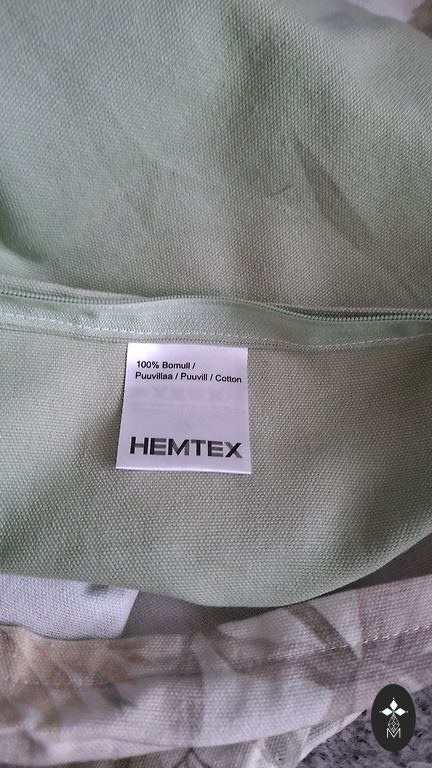 100% Bomull /
Puuvillaa / Puuvill / Cotton
HEMTEX
M